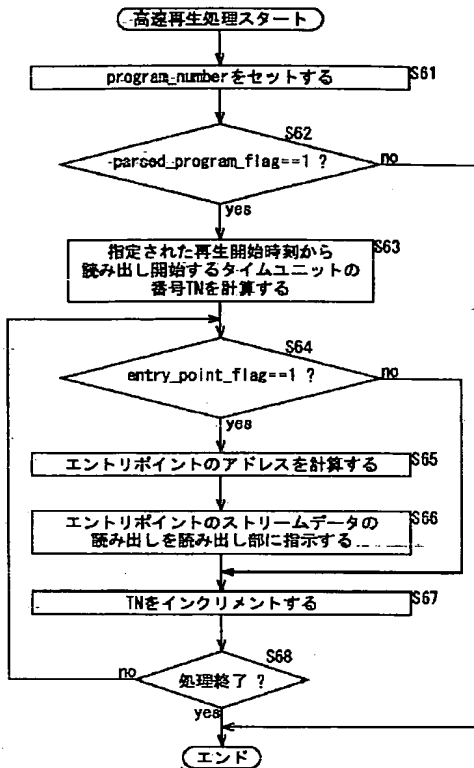 高速再生処理スタート
program_numberをセットする
S61
S62
parsed_program_flag==1 ?
no
yes
指定された再生開始時刻から
読み出し開始するタイムユニットの
番号TNを計算する
S63
S64
entry_point_flag==1 ?
no
yes
エントリポイントのアドレスを計算する
S65
エントリポイントのストリームデータの
読み出しを読み出し部に指示する
S66
TNをインクリメントする
S67
S68
no
処理終了 ?
yes
エンド